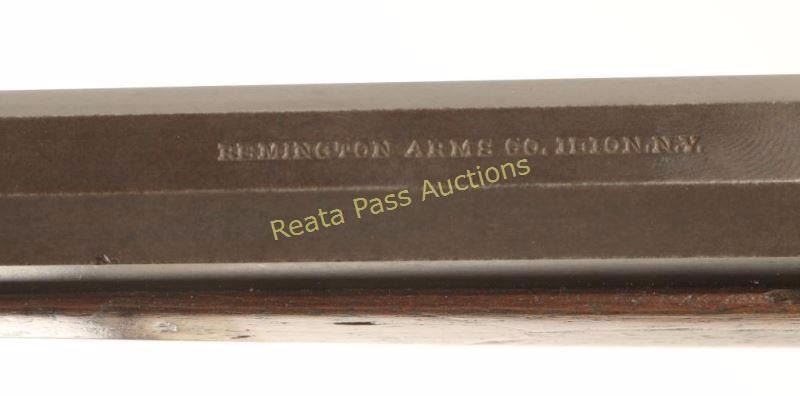 REMINGTON ARMS CO. ILION. N.Y.
Reata Pass Auctions